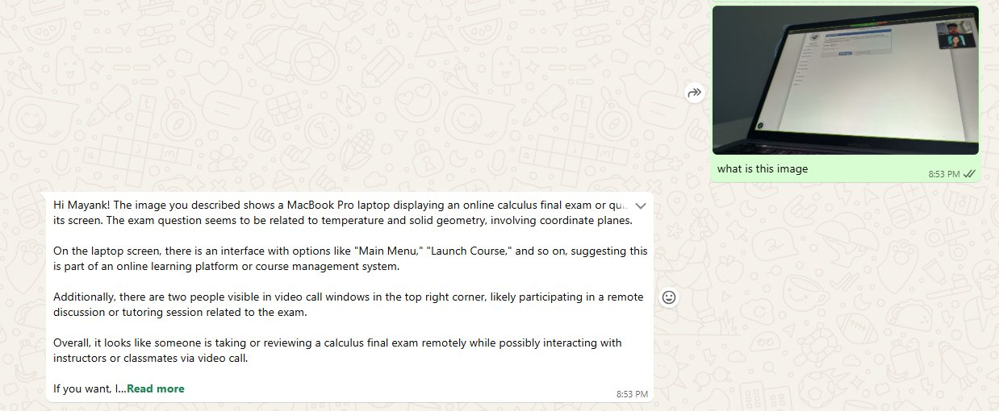 what is this image
8:53 PM
Hi Mayank! The image you described shows a MacBook Pro laptop displaying an online calculus final exam or qu
its screen. The exam question seems to be related to temperature and solid geometry, involving coordinate planes.
On the laptop screen, there is an interface with options like "Main Menu," "Launch Course," and so on, suggesting this
is part of an online learning platform or course management system.
Additionally, there are two people visible in video call windows in the top right corner, likely participating in a remote
discussion or tutoring session related to the exam.
Overall, it looks like someone is taking or reviewing a calculus final exam remotely while possibly interacting with
instructors or classmates via video call.
If you want, I...Read more
8:53 PM